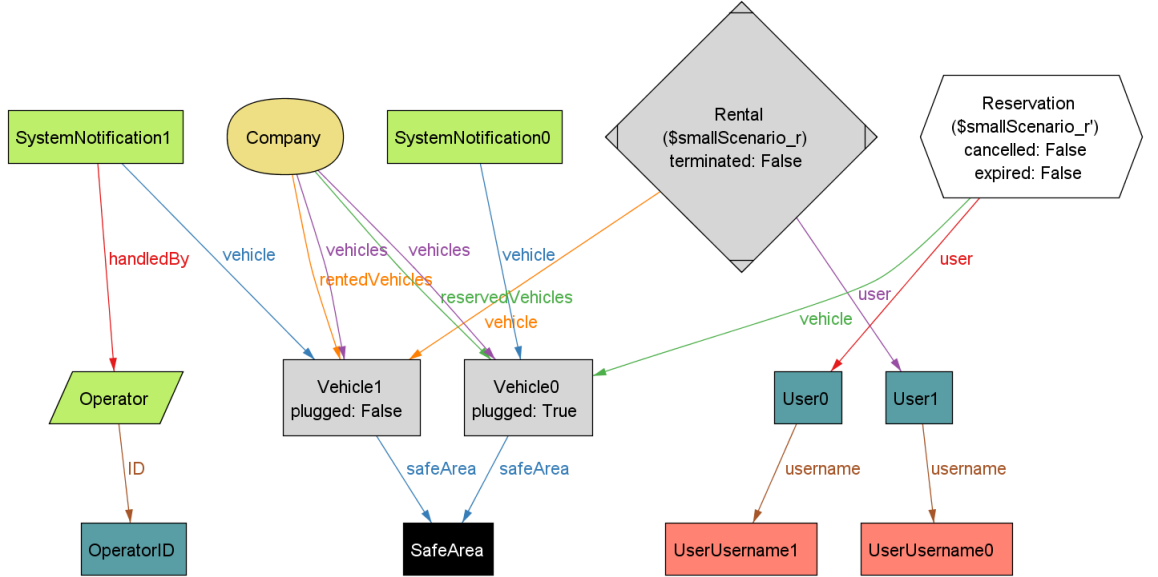 SystemNotification1
Company
SystemNotification0
Rental
($smallScenario_r)
terminated: False
Reservation
($smallScenario_r')
cancelled: False
expired: False
handledBy
vehicle
vehicles
vehicles
vehicle
user
rentedVehicles
reservedVehicles
user
vehicle
vehicle
Operator
Vehicle1
plugged: False
Vehicle0
plugged: True
User0
User1
ID
safeArea
safeArea
username
username
OperatorID
SafeArea
UserUsername1
UserUsername0